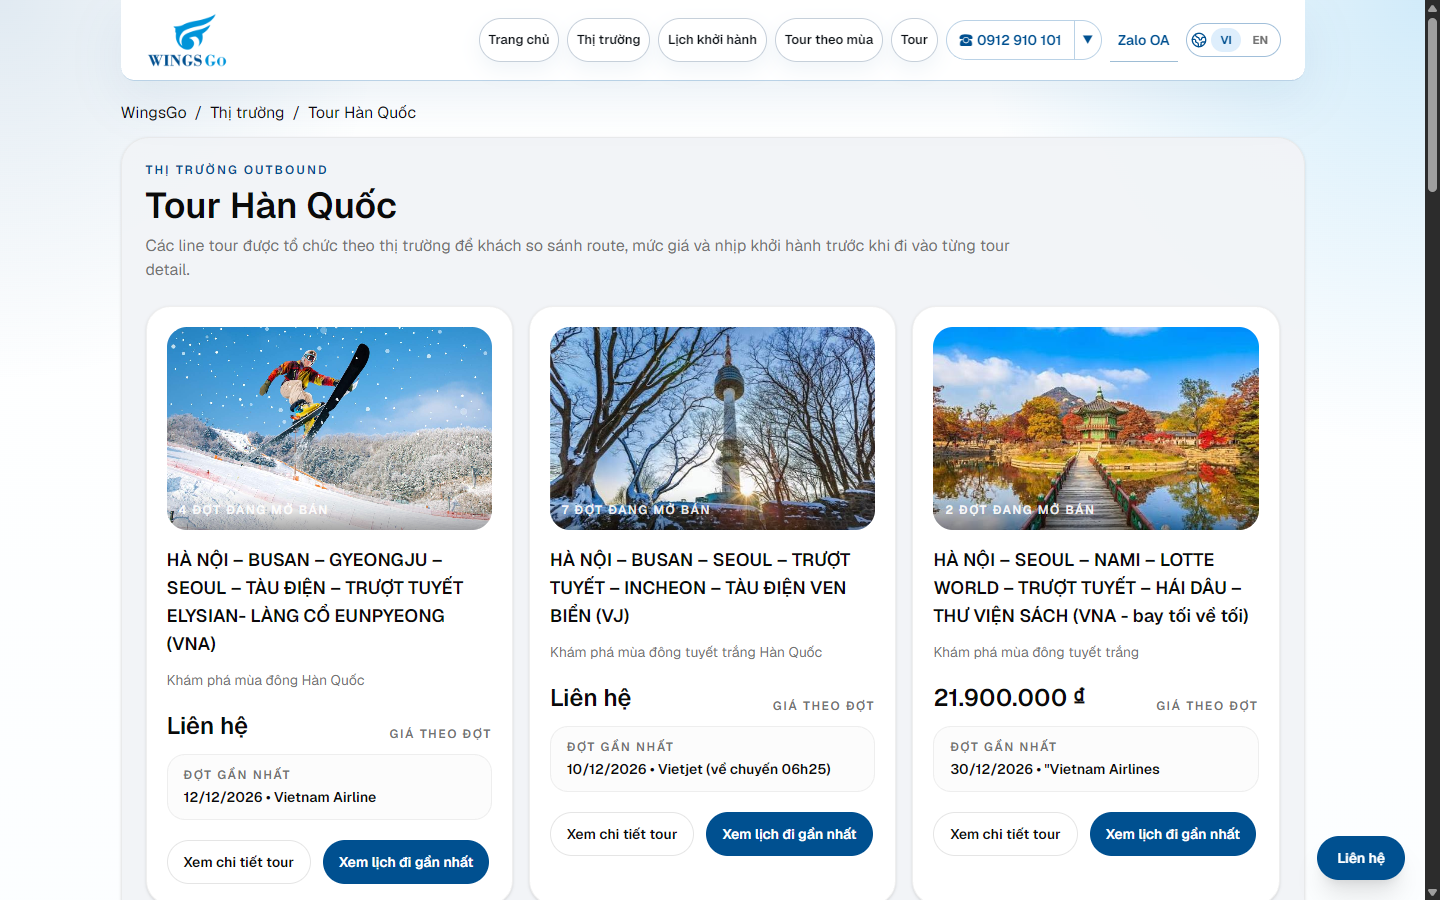 WINGS GO
Trang chủ
Thị trường
Lịch khởi hành
Tour theo mùa
Tour
☎ 0912 910 101
▼
Zalo OA
VI
EN
WingsGo / Thị trường / Tour Hàn Quốc
THỊ TRƯỜNG OUTBOUND
Tour Hàn Quốc
Các line tour được tổ chức theo thị trường để khách so sánh route, mức giá và nhịp khởi hành trước khi đi vào từng tour
detail.
4 ĐỢT ĐANG MỞ BÁN
HÀ NỘI – BUSAN – GYEONGJU –
SEOUL – TÀU ĐIỆN – TRƯỢT TUYẾT
ELYSIAN- LÀNG CỔ EUNPYEONG
(VNA)
Khám phá mùa đông Hàn Quốc
Liên hệ
GIÁ THEO ĐỢT
ĐỢT GẦN NHẤT
12/12/2026 • Vietnam Airline
Xem chi tiết tour
Xem lịch đi gần nhất
7 ĐỢT ĐANG MỞ BÁN
HÀ NỘI – BUSAN – SEOUL – TRƯỢT
TUYẾT – INCHEON – TÀU ĐIỆN VEN
BIỂN (VJ)
Khám phá mùa đông tuyết trắng Hàn Quốc
Liên hệ
GIÁ THEO ĐỢT
ĐỢT GẦN NHẤT
10/12/2026 • Vietjet (về chuyến 06h25)
Xem chi tiết tour
Xem lịch đi gần nhất
2 ĐỢT ĐANG MỞ BÁN
HÀ NỘI – SEOUL – NAMI – LOTTE
WORLD – TRƯỢT TUYẾT – HÁI DÂU –
THƯ VIỆN SÁCH (VNA - bay tối về tối)
Khám phá mùa đông tuyết trắng
21.900.000 ₫
GIÁ THEO ĐỢT
ĐỢT GẦN NHẤT
30/12/2026 • "Vietnam Airlines
Xem chi tiết tour
Xem lịch đi gần nhất
Liên hệ